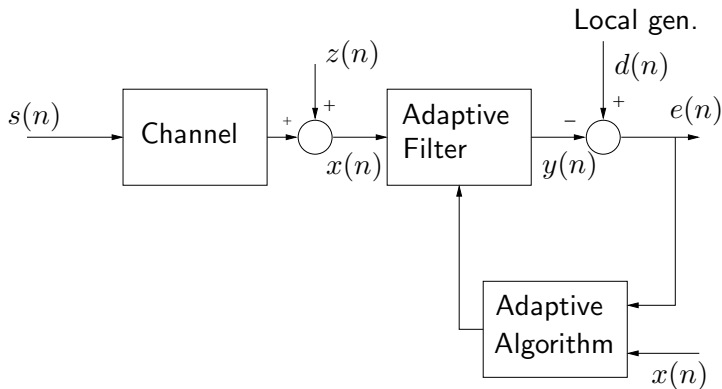 Local gen.
z(n)
d(n)
s(n)
Channel
+
+
x(n)
Adaptive
Filter
−
+
y(n)
e(n)
Adaptive
Algorithm
x(n)